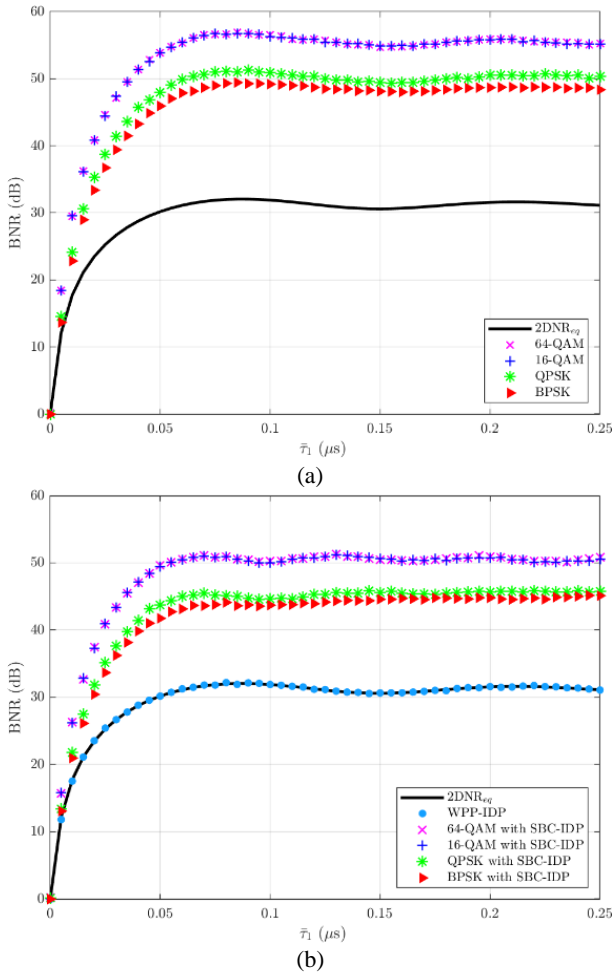 60
50
40
30
20
10
0
BNR (dB)
2DNR_eq
64-QAM
16-QAM
QPSK
BPSK
0 0.05 0.1 0.15 0.2 0.25
τ̄₁ (μs)
(a)
60
50
40
30
20
10
0
BNR (dB)
2DNR_eq
WPP-IDP
64-QAM with SBC-IDP
16-QAM with SBC-IDP
QPSK with SBC-IDP
BPSK with SBC-IDP
0 0.05 0.1 0.15 0.2 0.25
τ̄₁ (μs)
(b)